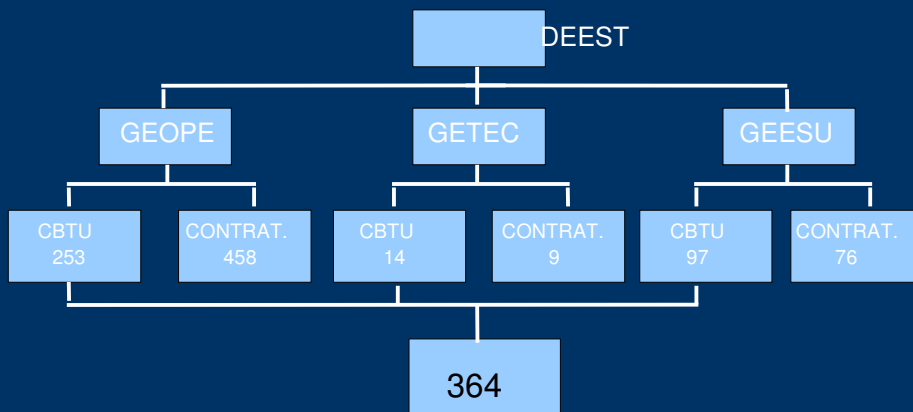 DEEST
GEOPE
GETEC
GEESU
CBTU
253
CONTRAT.
458
CBTU
14
CONTRAT.
9
CBTU
97
CONTRAT.
76
364